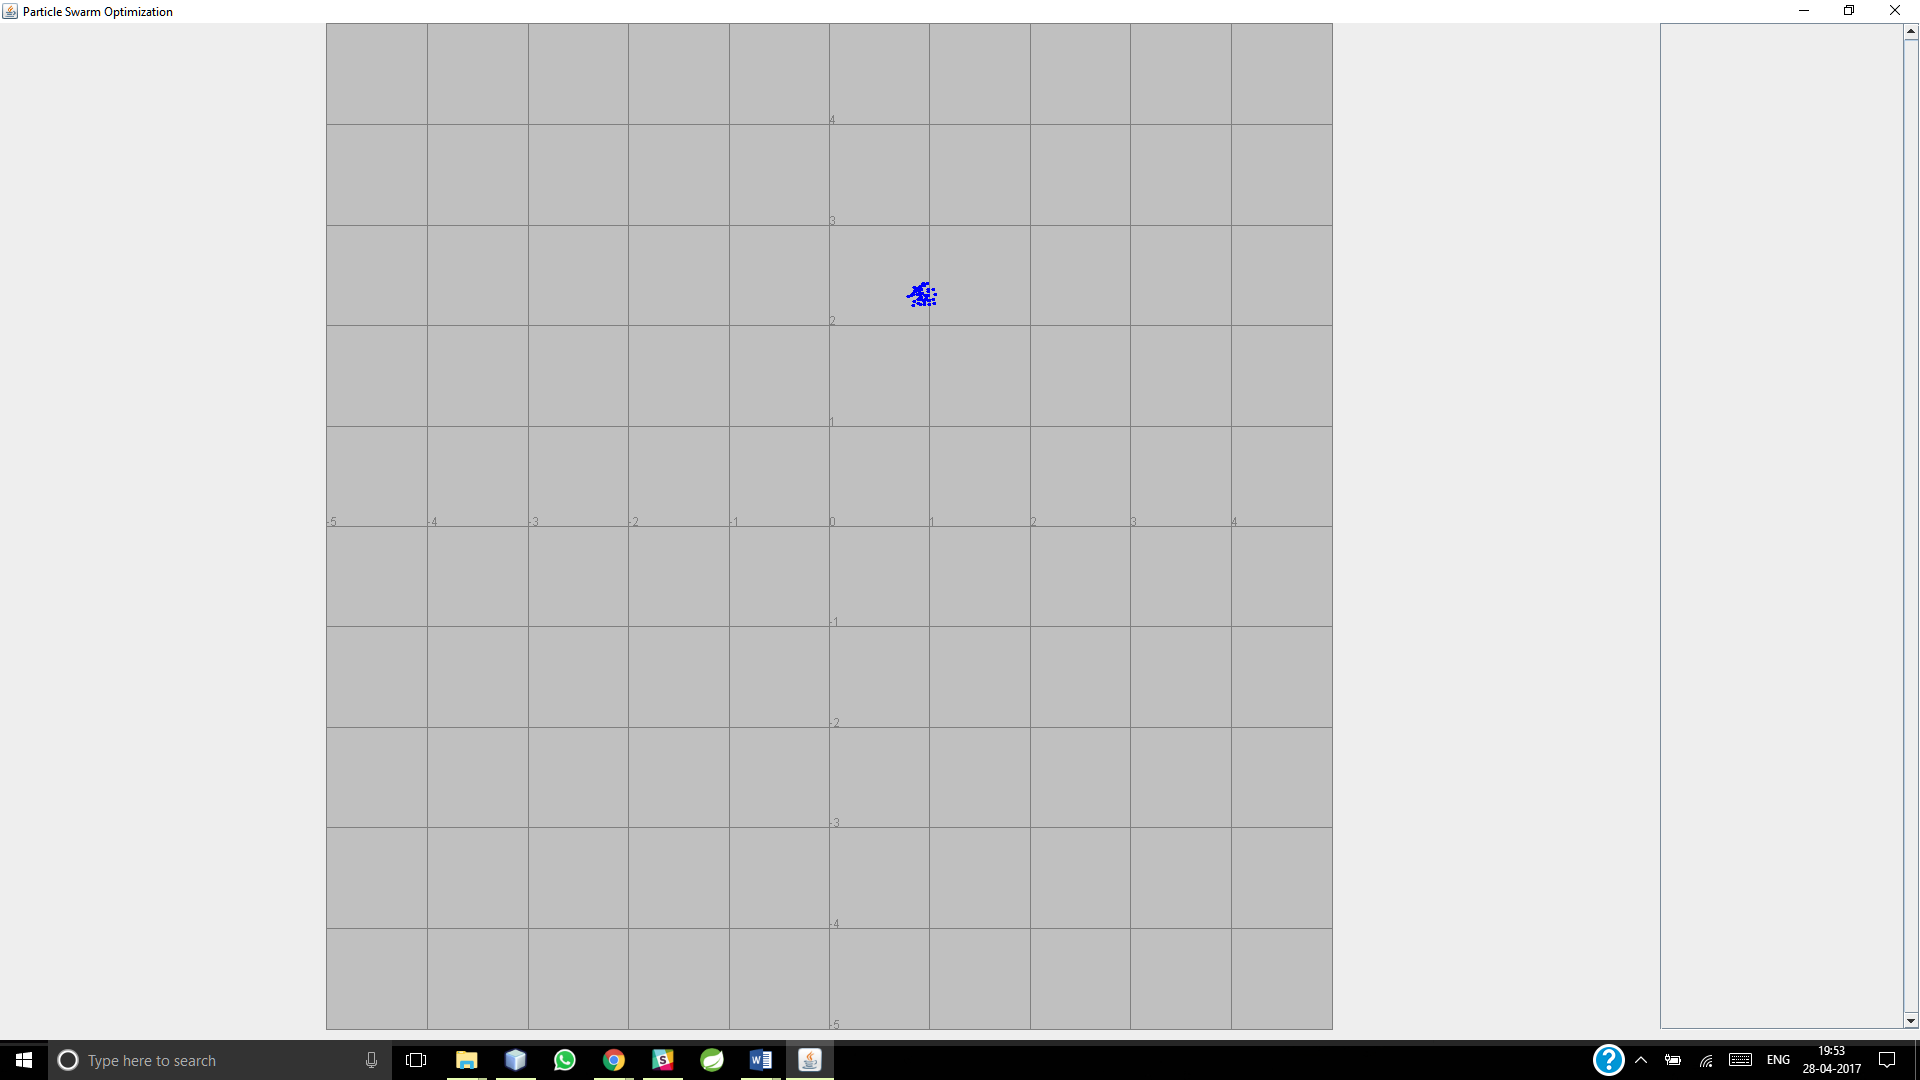 Particle Swarm Optimization
4
3
2
1
-5 -4 -3 -2 -1 0 1 2 3 4
-1
-2
-3
-4
-5
Type here to search
S
W
?
ENG
19:53
28-04-2017